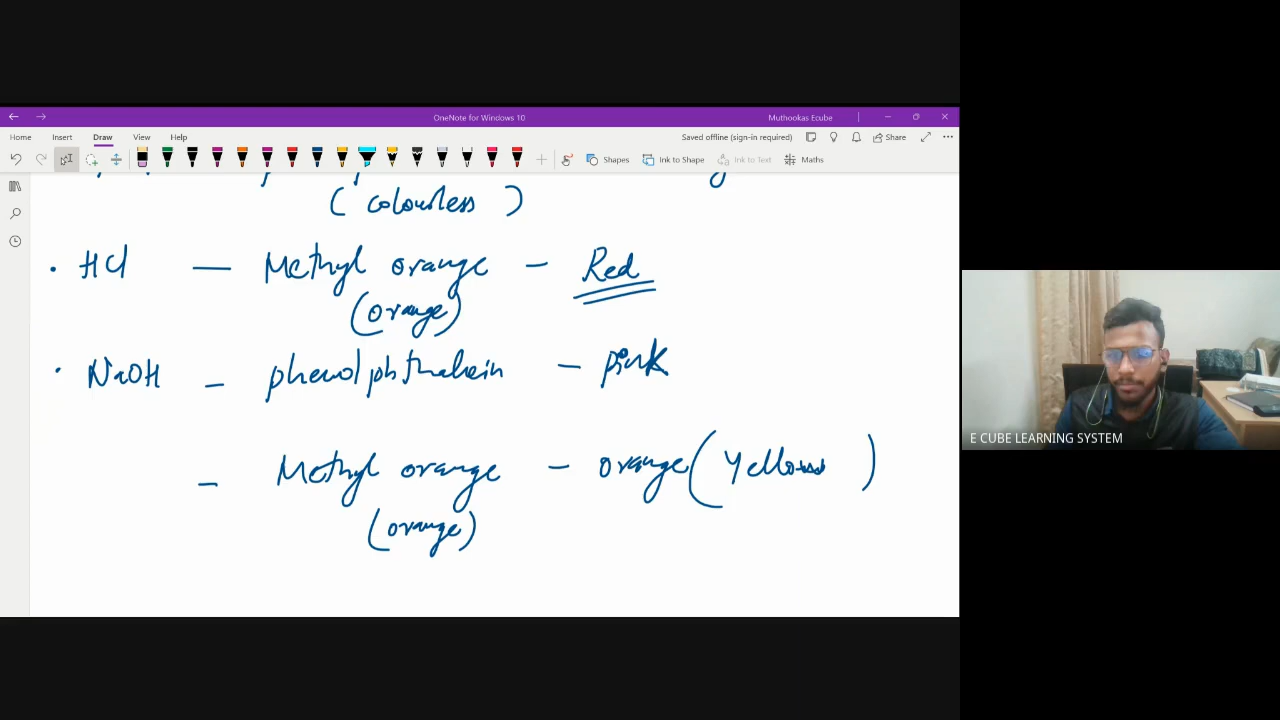 OneNote for Windows 10
Muthookas Ecube
Home Insert Draw View Help
Saved offline (sign-in required)
Share
Shapes
Ink to Shape
Ink to Text
Maths
( colourless )
. HCl — Methyl orange – Red
(orange)
. NaOH – phenolphthalein – pink
– Methyl orange – orange (Yellow)
(orange)
E CUBE LEARNING SYSTEM